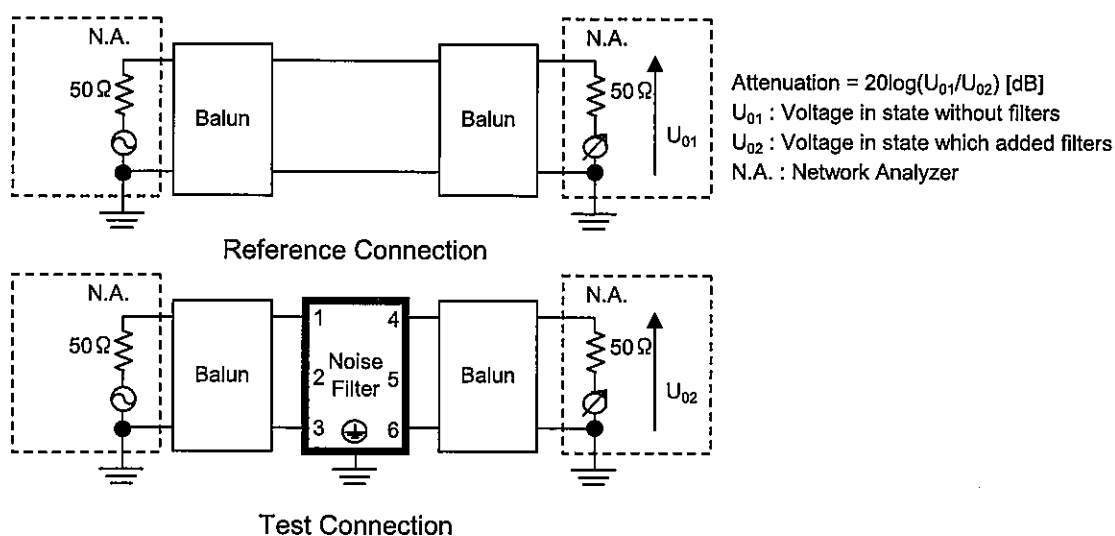 N.A.
50Ω
Balun
Balun
N.A.
50Ω
U₀₁
Attenuation = 20log(U₀₁/U₀₂) [dB]
U₀₁ : Voltage in state without filters
U₀₂ : Voltage in state which added filters
N.A. : Network Analyzer
Reference Connection
N.A.
50Ω
Balun
1 4
2 Noise Filter 5
3 6
Balun
N.A.
50Ω
U₀₂
Test Connection